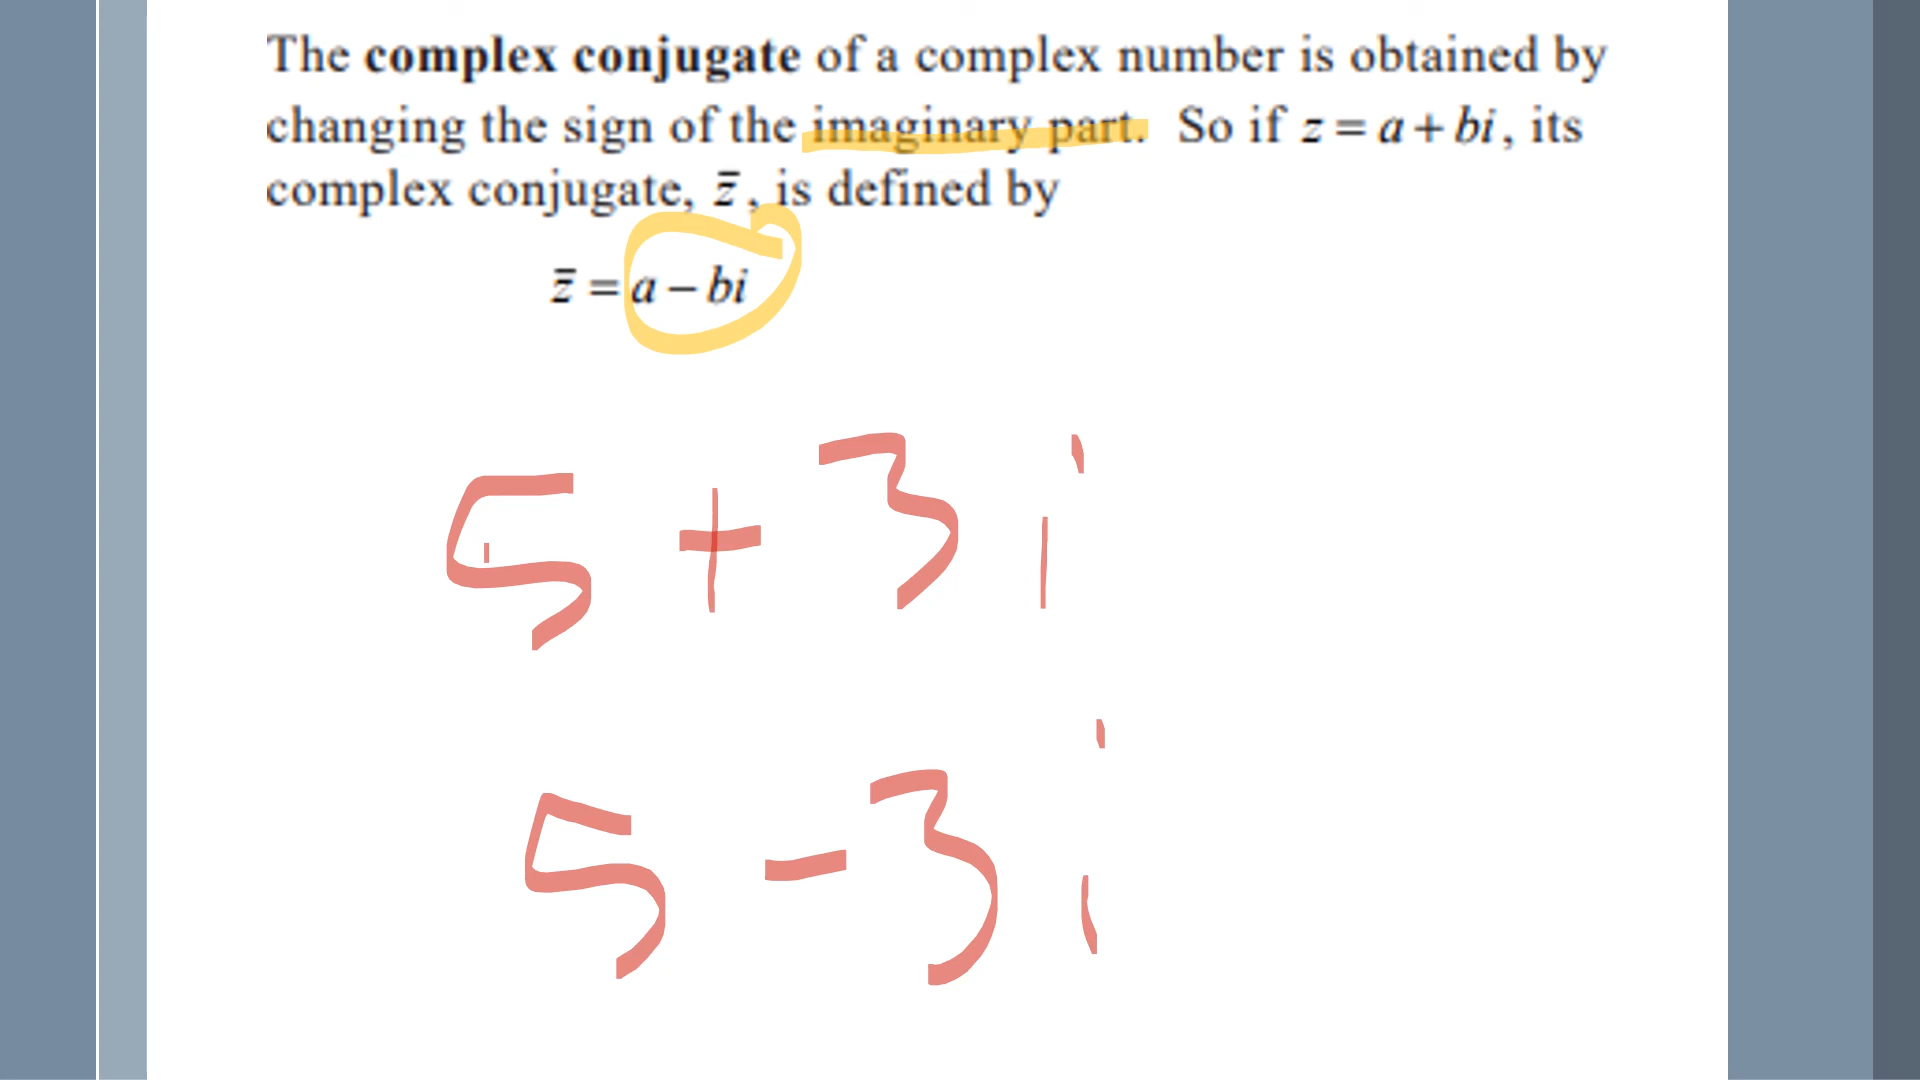 The complex conjugate of a complex number is obtained by
changing the sign of the imaginary part. So if z = a + bi, its
complex conjugate, z̄, is defined by
z̄ = a − bi
5 + 3i
5 − 3i